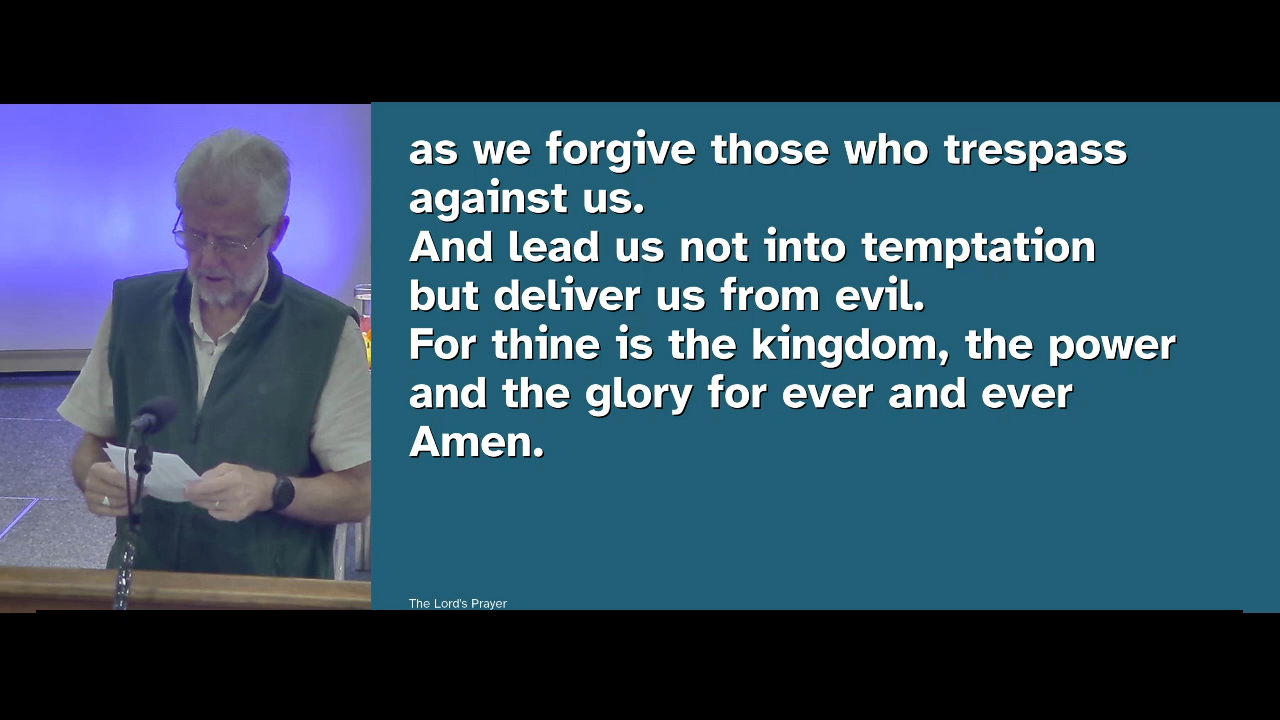 as we forgive those who trespass
against us.
And lead us not into temptation
but deliver us from evil.
For thine is the kingdom, the power
and the glory for ever and ever
Amen.
The Lord's Prayer